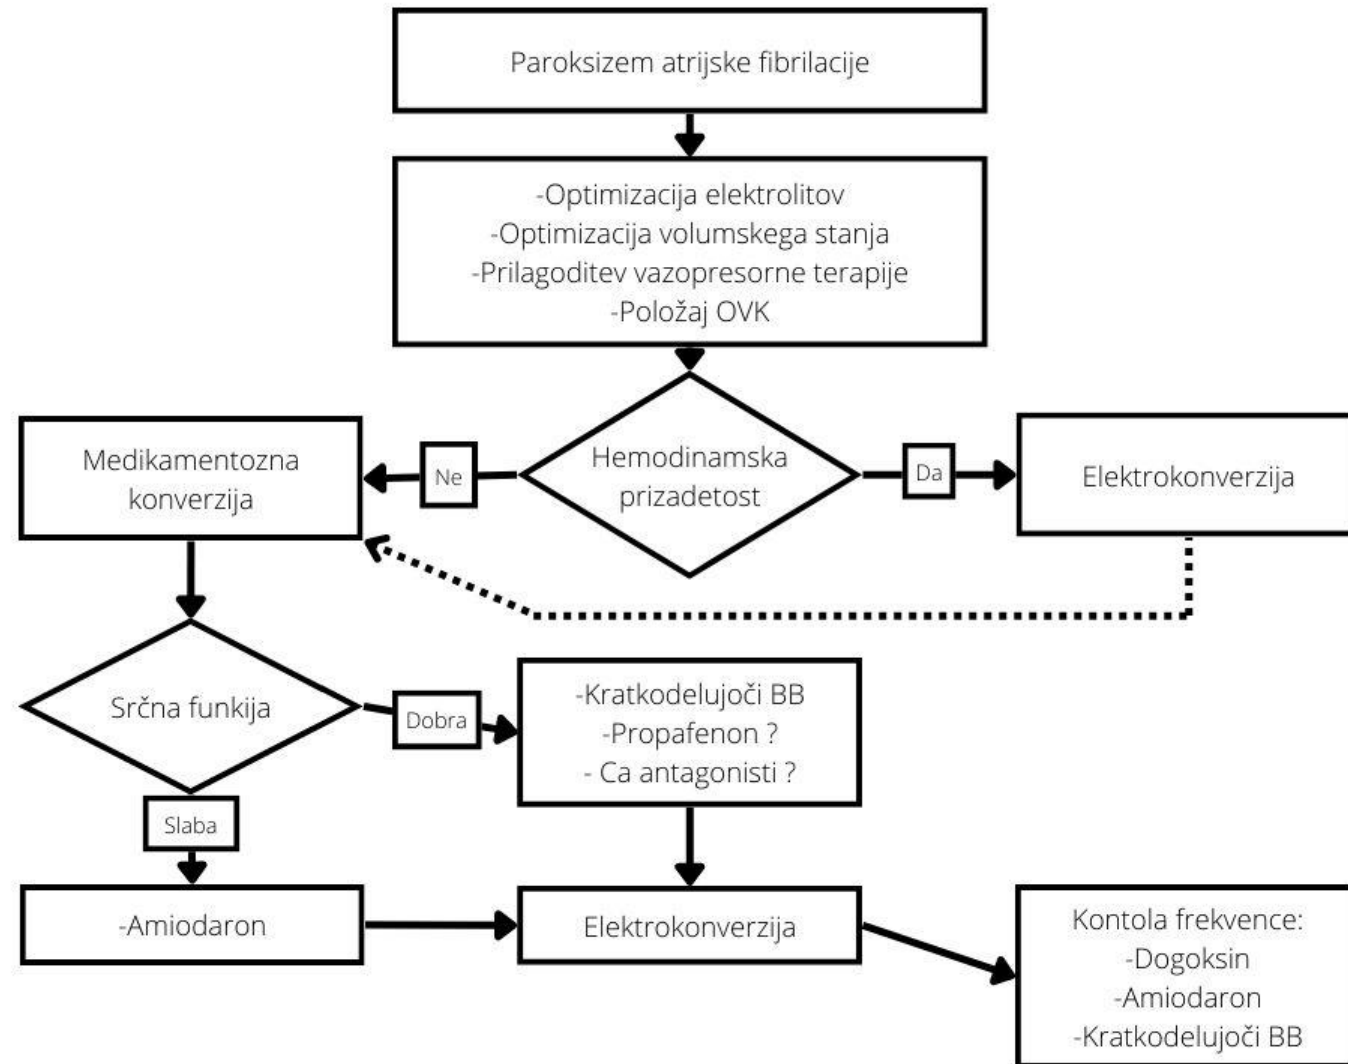 Paroksizem atrijske fibrilacije
-Optimizacija elektrolitov
-Optimizacija volumskega stanja
-Prilagoditev vazopresorne terapije
-Položaj OVK
Hemodinamska
prizadetost
Ne
Da
Medikamentozna
konverzija
Elektrokonverzija
Srčna funkija
Dobra
-Kratkodelujoči BB
-Propafenon ?
- Ca antagonisti ?
Slaba
-Amiodaron
Elektrokonverzija
Kontola frekvence:
-Dogoksin
-Amiodaron
-Kratkodelujoči BB